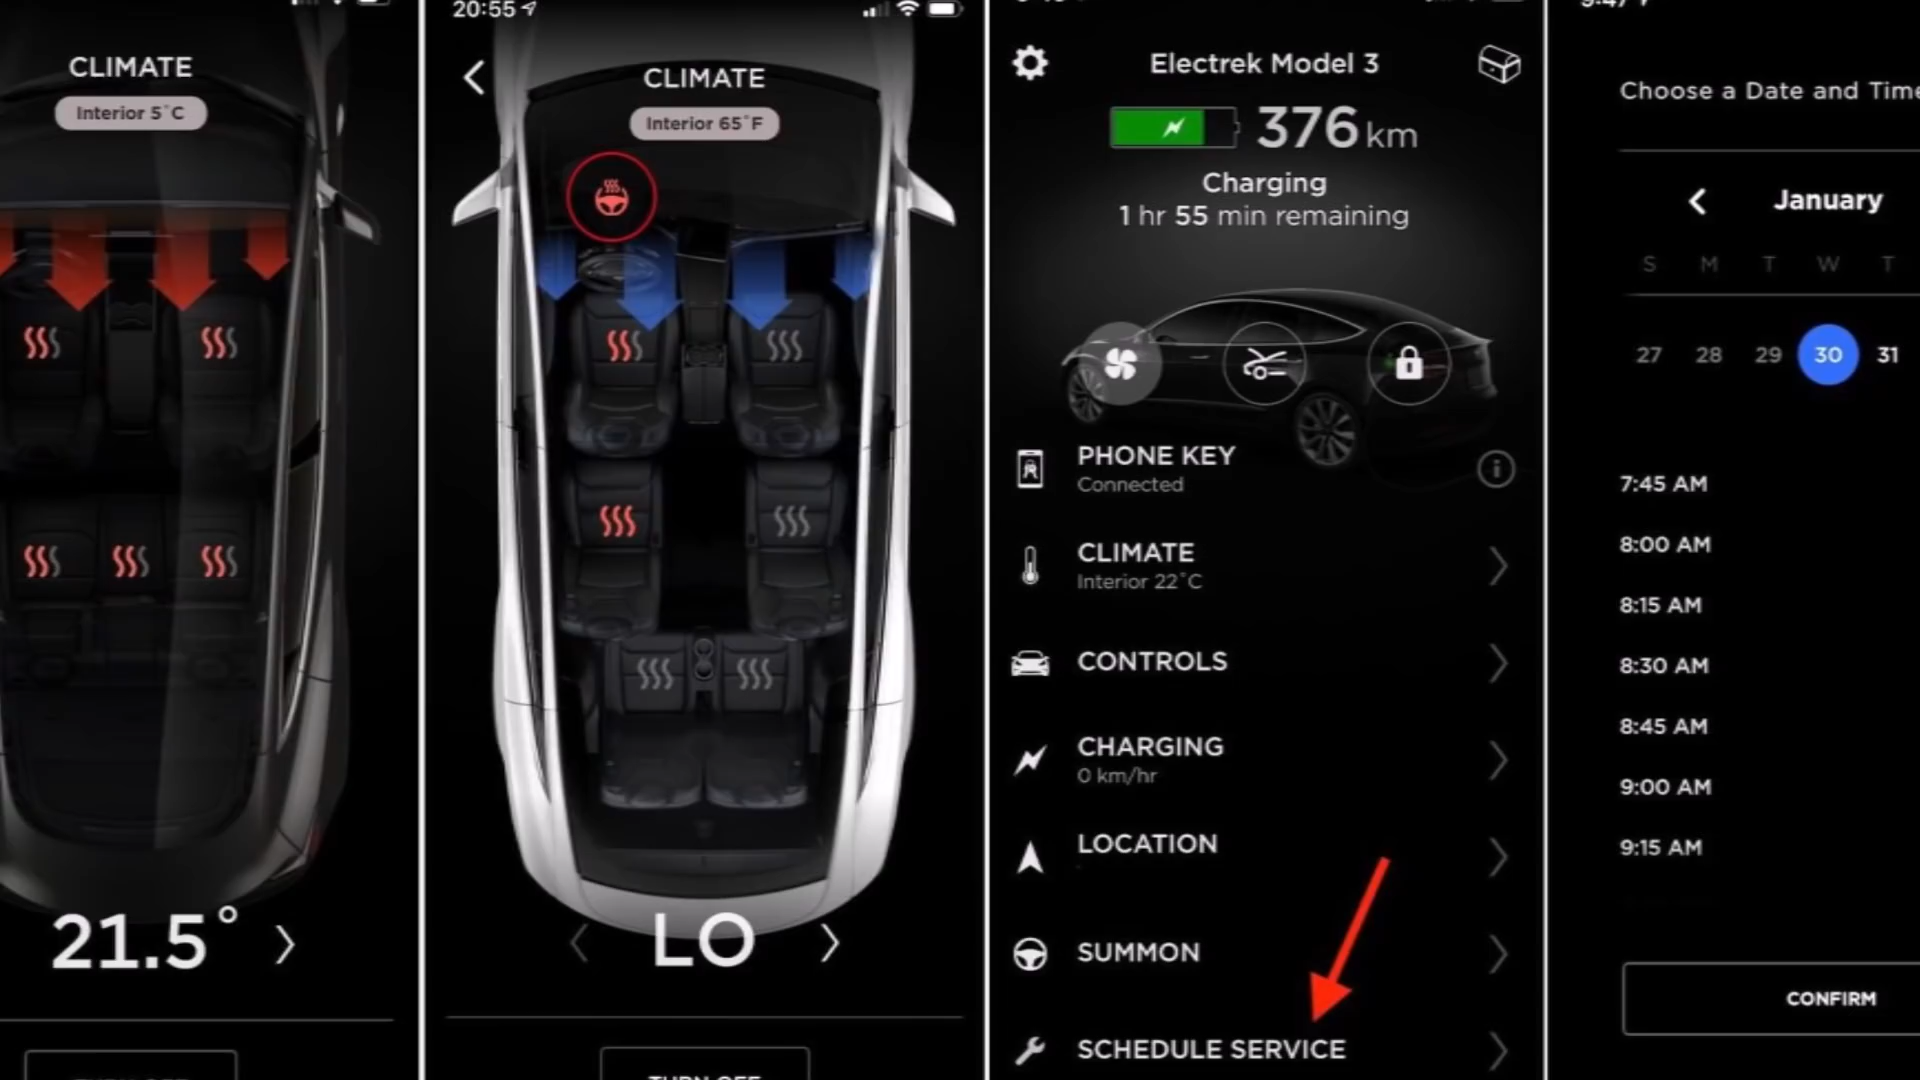 CLIMATE
Interior 5°C
21.5°
20:55
CLIMATE
Interior 65°F
LO
TURN OFF
Electrek Model 3
376 km
Charging
1 hr 55 min remaining
PHONE KEY
Connected
CLIMATE
Interior 22°C
CONTROLS
CHARGING
0 km/hr
LOCATION
SUMMON
SCHEDULE SERVICE
Choose a Date and Time
January
S M T W T
27 28 29 30 31
7:45 AM
8:00 AM
8:15 AM
8:30 AM
8:45 AM
9:00 AM
9:15 AM
CONFIRM